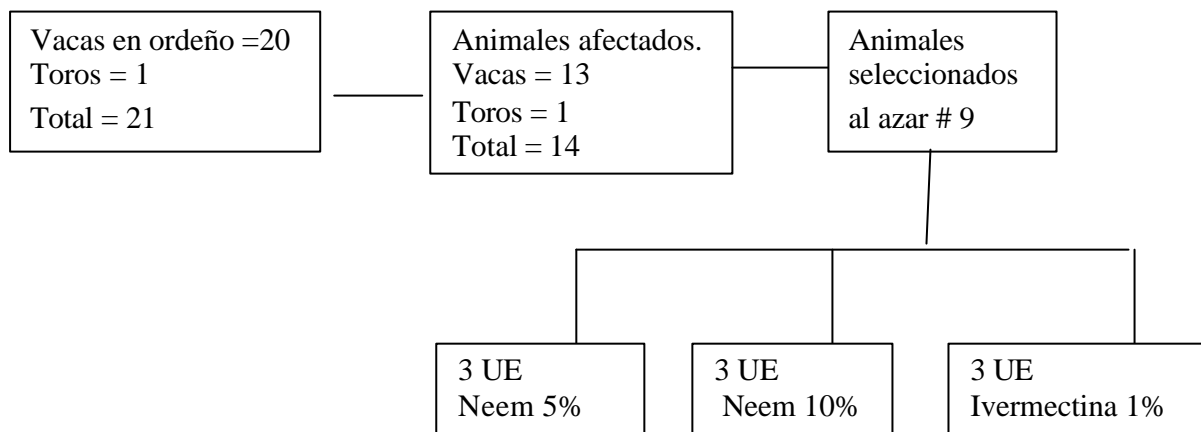 Vacas en ordeño =20
Toros = 1
Total = 21
Animales afectados.
Vacas = 13
Toros = 1
Total = 14
Animales
seleccionados
al azar # 9
3 UE
Neem 5%
3 UE
Neem 10%
3 UE
Ivermectina 1%